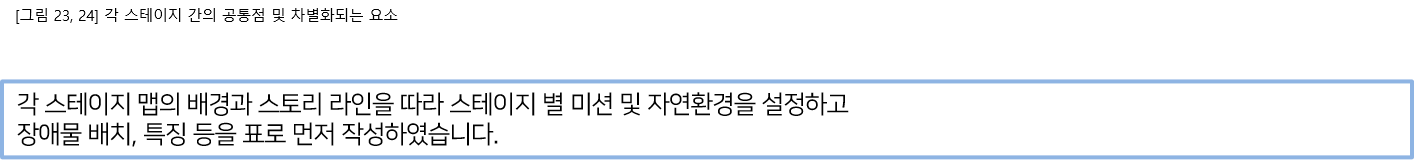 [그림 23, 24] 각 스테이지 간의 공통점 및 차별화되는 요소
각 스테이지 맵의 배경과 스토리 라인을 따라 스테이지 별 미션 및 자연환경을 설정하고
장애물 배치, 특징 등을 표로 먼저 작성하였습니다.